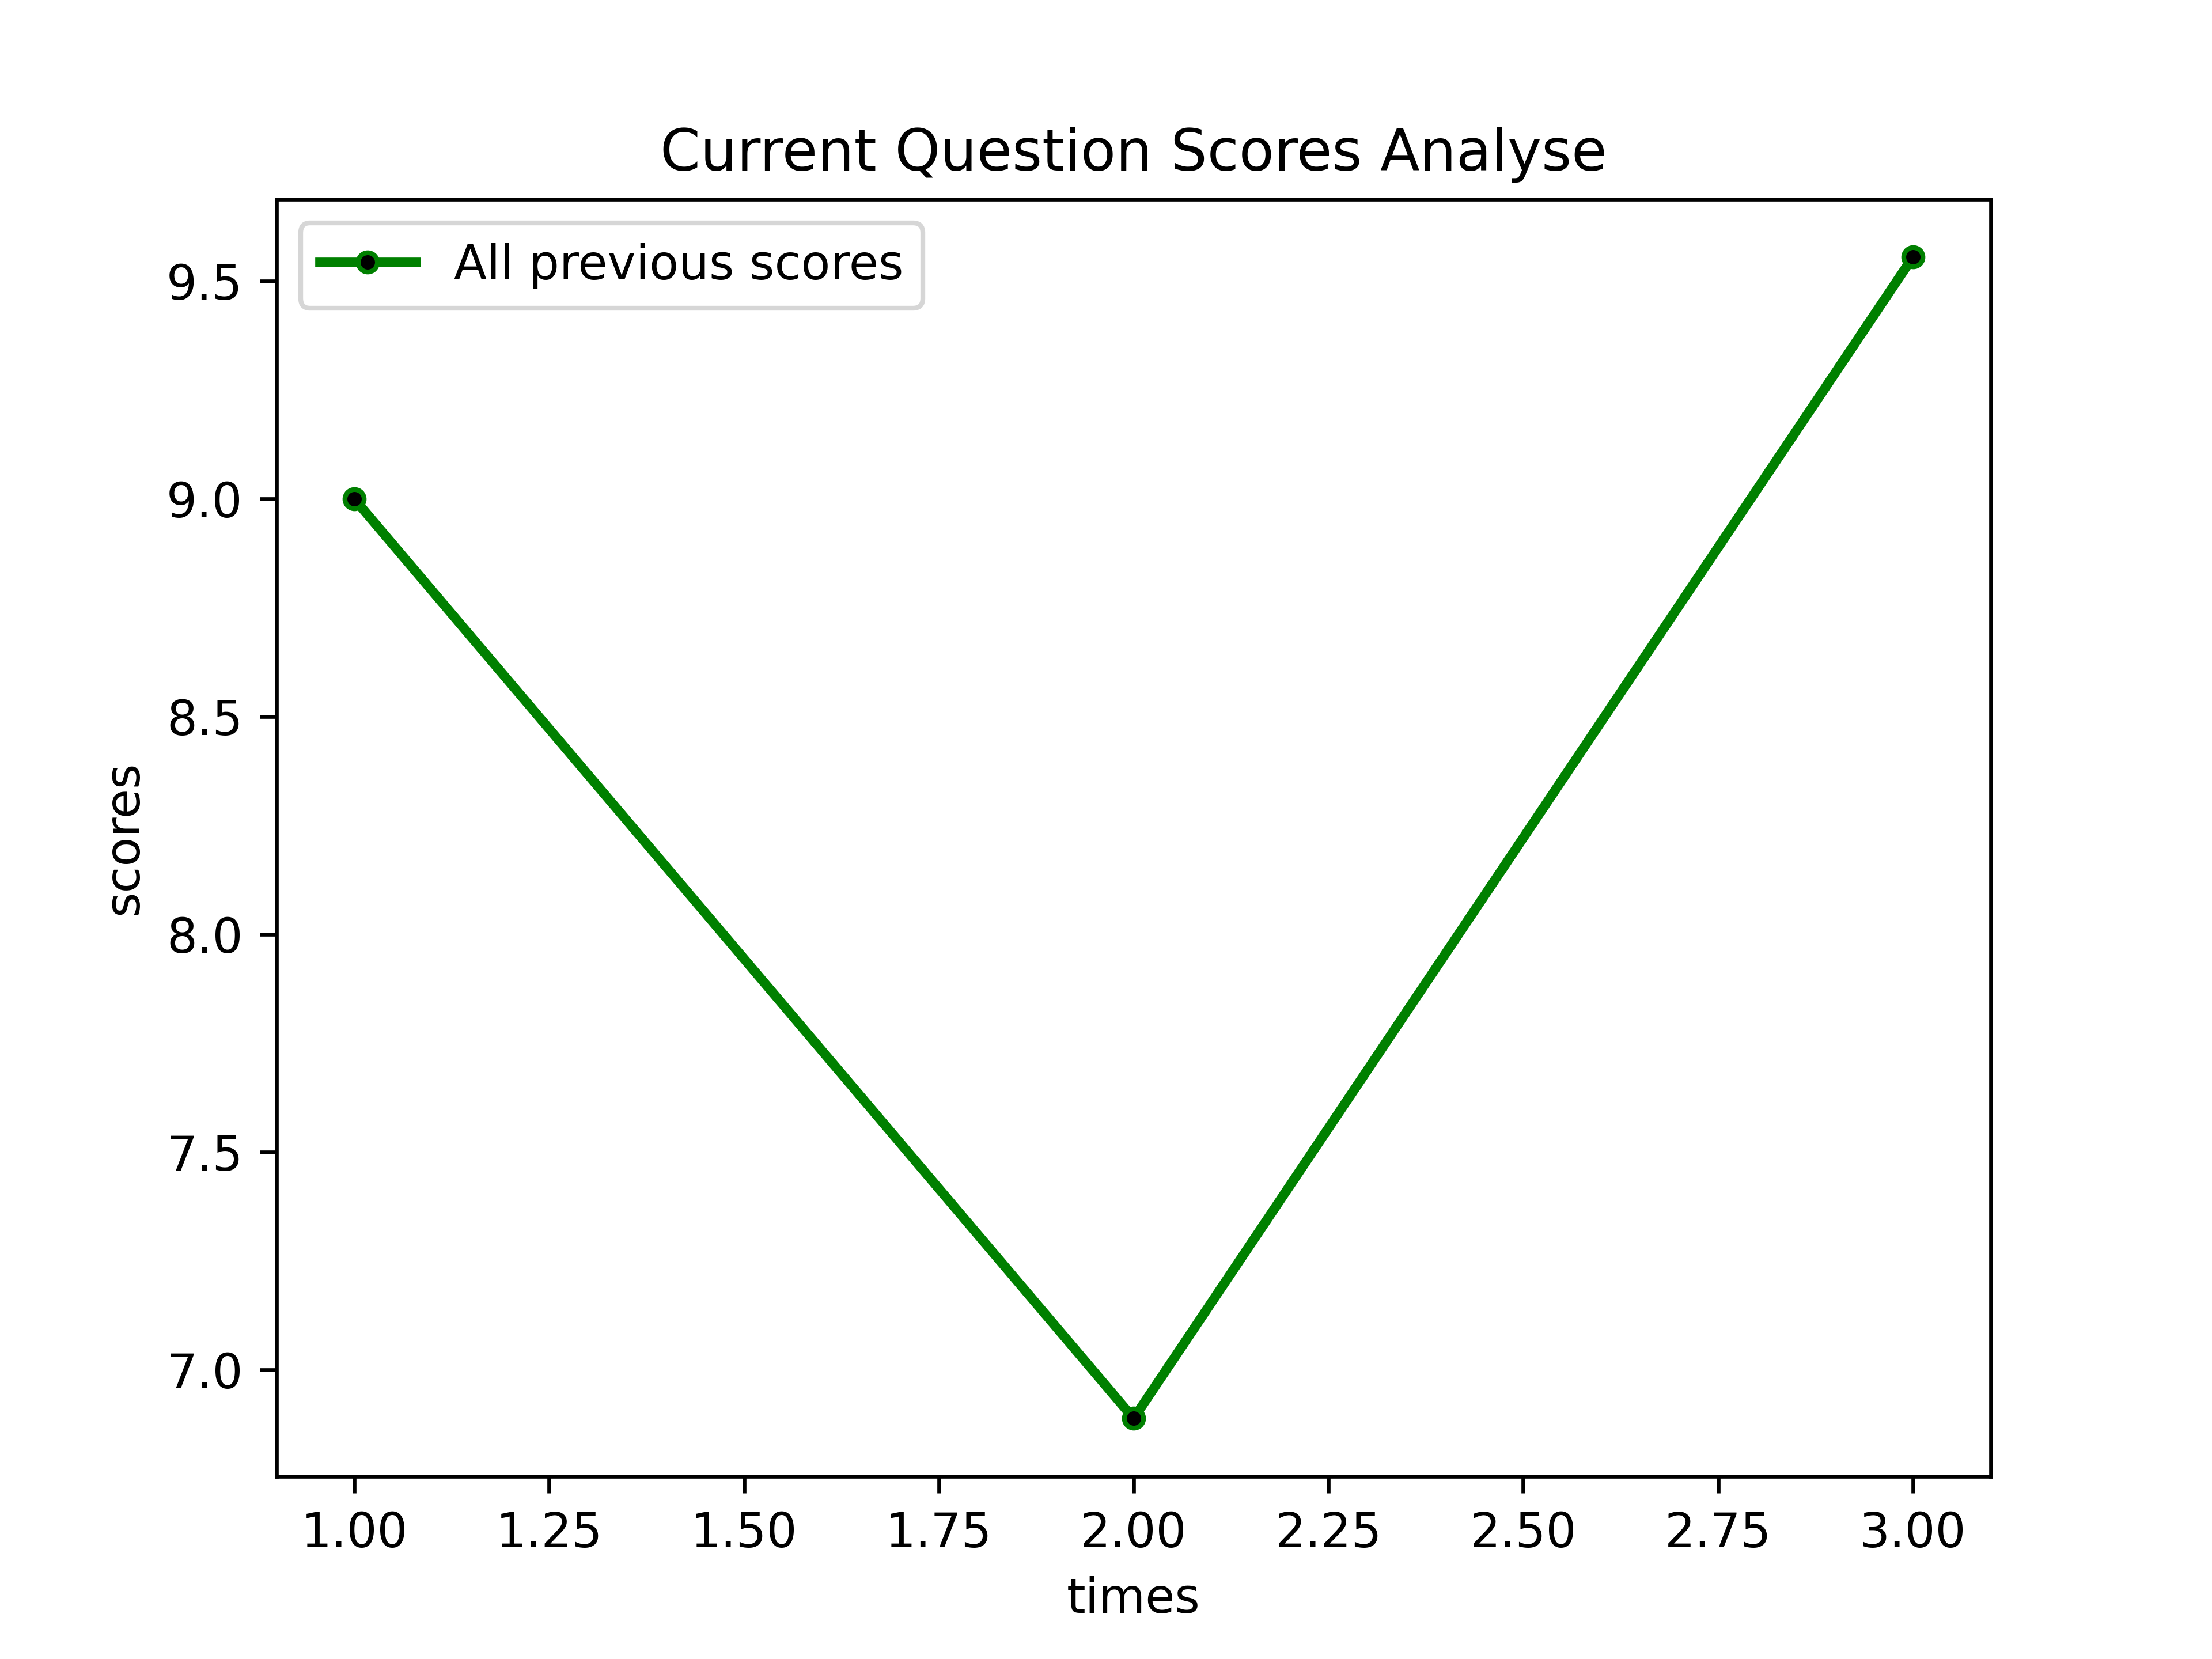 Current Question Scores Analyse
All previous scores
9.5
9.0
8.5
8.0
7.5
7.0
scores
1.00 1.25 1.50 1.75 2.00 2.25 2.50 2.75 3.00
times